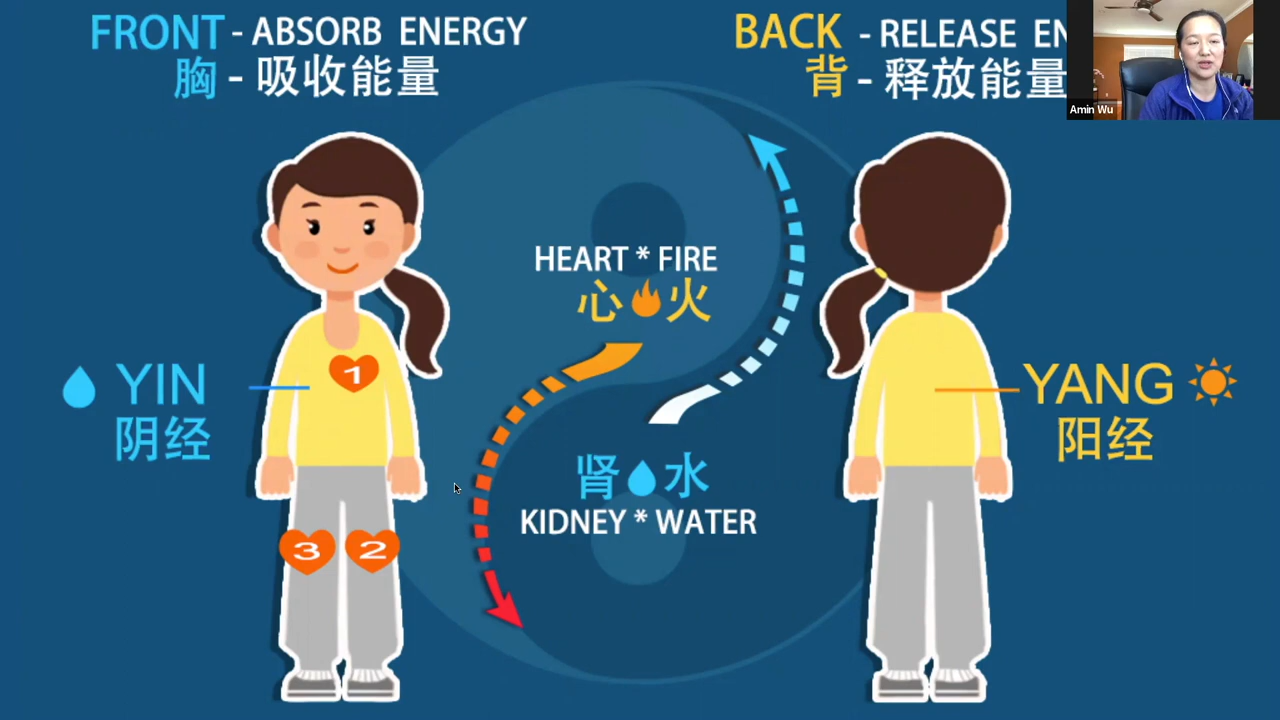 FRONT - ABSORB ENERGY
胸 - 吸收能量
BACK - RELEASE EN
背 - 释放能量
Amin Wu
HEART * FIRE
心 火
YIN
阴经
1
YANG
阳经
肾 水
KIDNEY * WATER
3 2